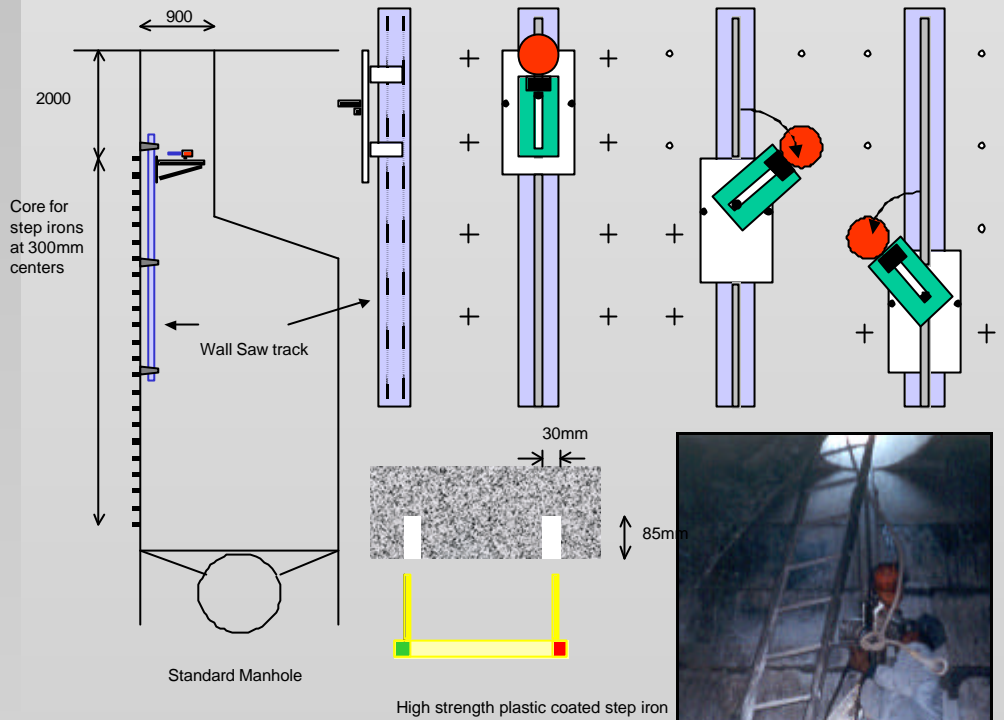 900
2000
Core for
step irons
at 300mm
centers
Wall Saw track
30mm
85mm
Standard Manhole
High strength plastic coated step iron